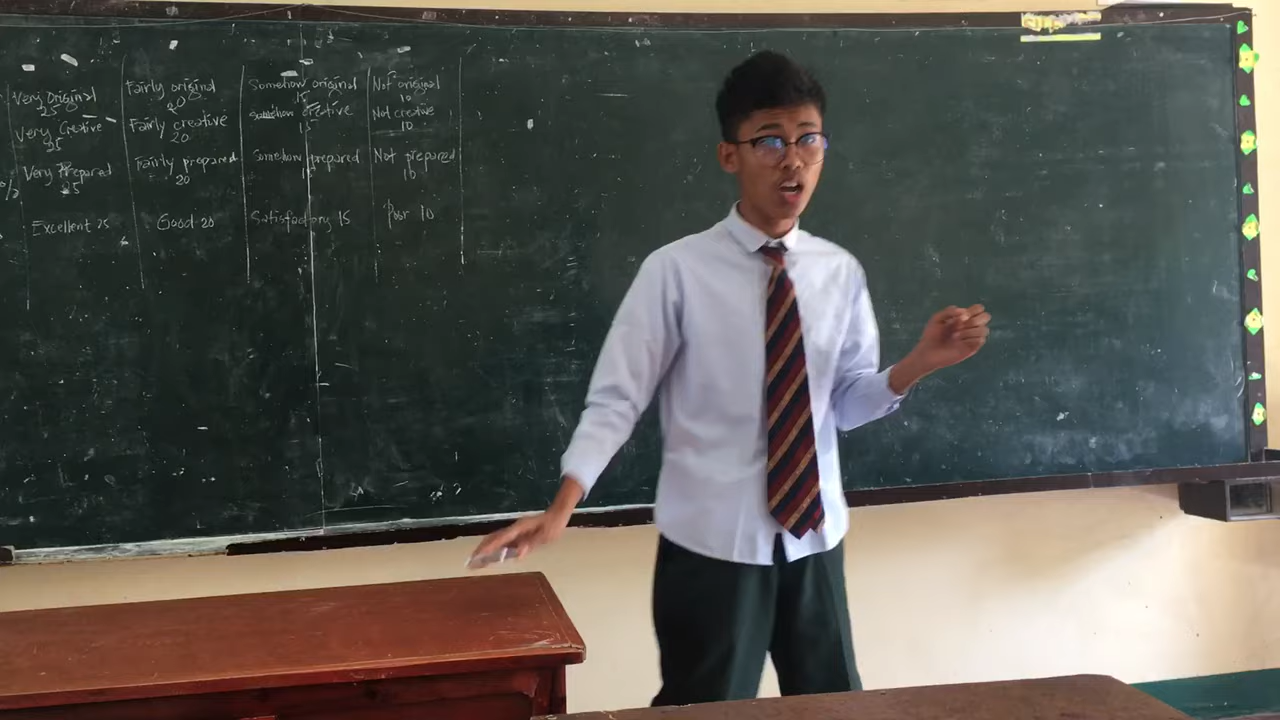 Very Original Fairly original Somehow original Not original
25 20 15 10
Very Creative Fairly creative Somehow creative Not creative
25 20 15 10
Very Prepared Fairly prepared Somehow prepared Not prepared
25 20 15 10
Excellent 25 Good 20 Satisfactory 15 Poor 10